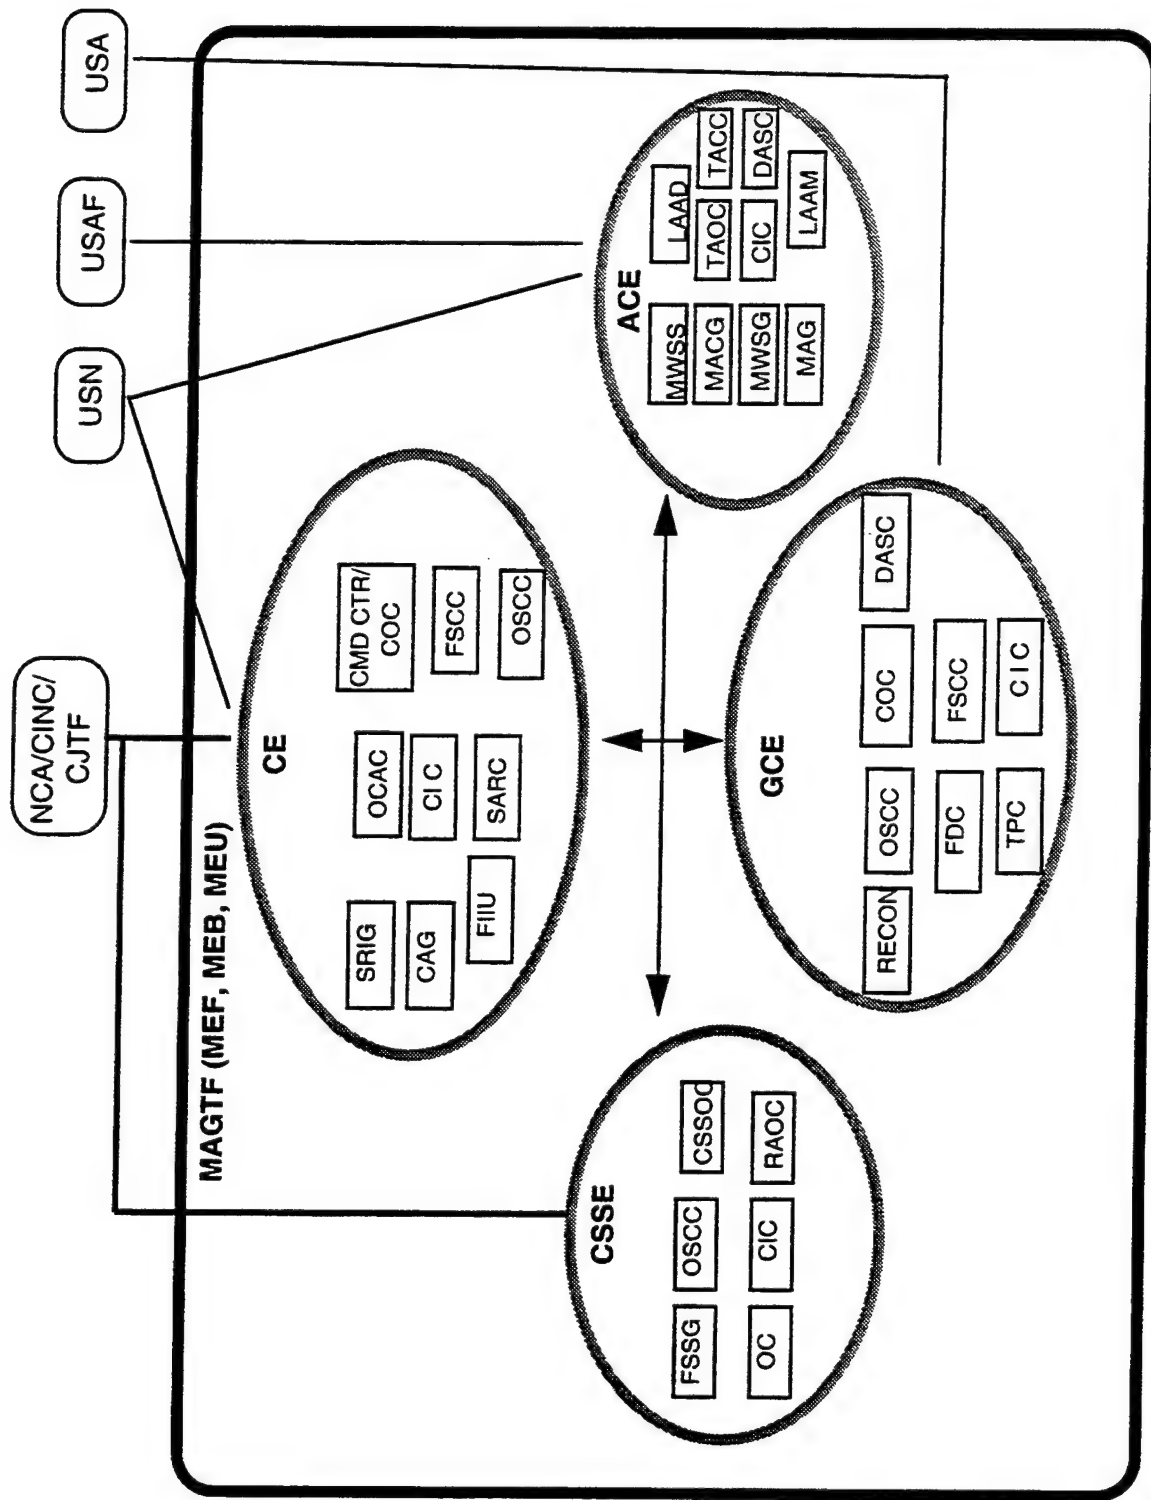 NCA/CINC/
CJTF
USN
USAF
USA
MAGTF (MEF, MEB, MEU)
CE
SRIG
OCAC
CMD CTR/
COC
CAG
CI C
FSCC
FIIU
SARC
OSCC
CSSE
FSSG
OSCC
CSSOC
OC
CIC
RAOC
ACE
MWSS
LAAD
MACG
TAOC
TACC
MWSG
CIC
DASC
MAG
LAAM
GCE
RECON
OSCC
COC
DASC
FDC
FSCC
TPC
C I C